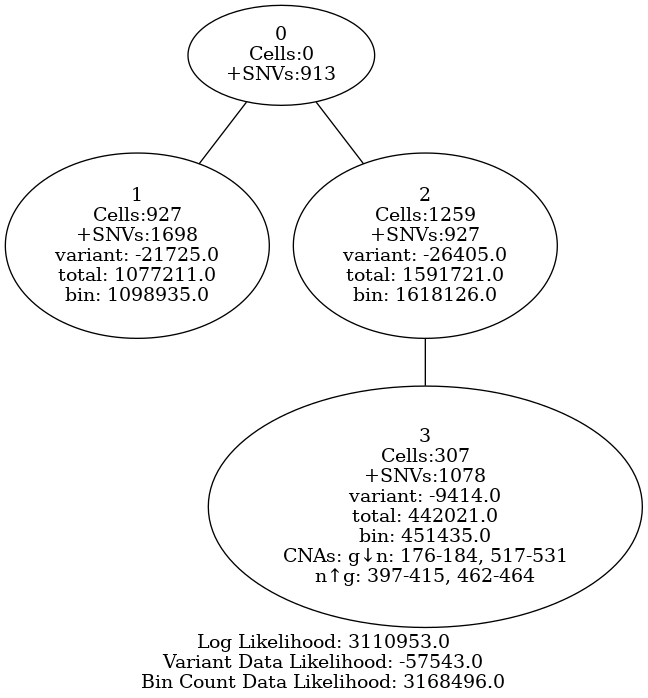 0
Cells:0
+SNVs:913
1
Cells:927
+SNVs:1698
variant: -21725.0
total: 1077211.0
bin: 1098935.0
2
Cells:1259
+SNVs:927
variant: -26405.0
total: 1591721.0
bin: 1618126.0
3
Cells:307
+SNVs:1078
variant: -9414.0
total: 442021.0
bin: 451435.0
CNAs: g↓n: 176-184, 517-531
n↑g: 397-415, 462-464
Log Likelihood: 3110953.0
Variant Data Likelihood: -57543.0
Bin Count Data Likelihood: 3168496.0